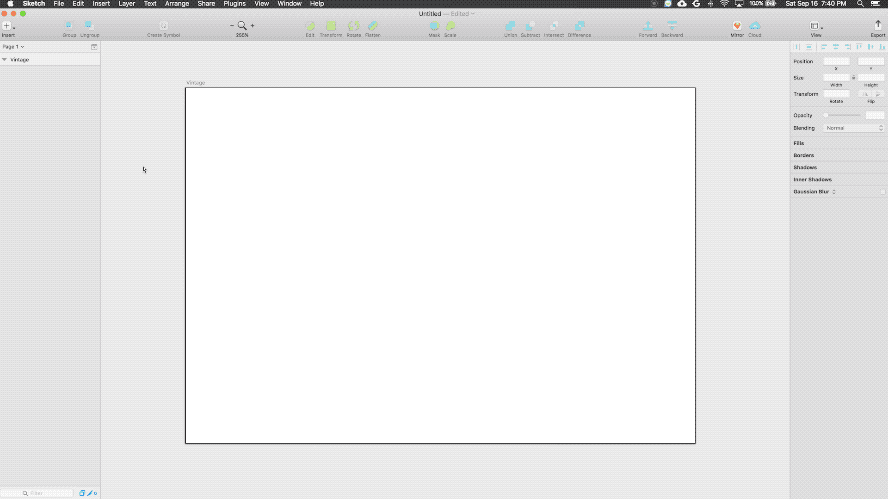 Sketch File Edit Insert Layer Text Arrange Share Plugins View Window Help 100% Sat Sep 16 7:40 PM
Untitled — Edited
Insert Group Ungroup Create Symbol 250% Edit Transform Rotate Flatten Mask Scale Union Subtract Intersect Difference Forward Backward Mirror Cloud View Export
Page 1
Vintage
Vintage
Position
X Y
Size
Width Height
Transform
Rotate Flip
Opacity
Blending Normal
Fills
Borders
Shadows
Inner Shadows
Gaussian Blur
Filter